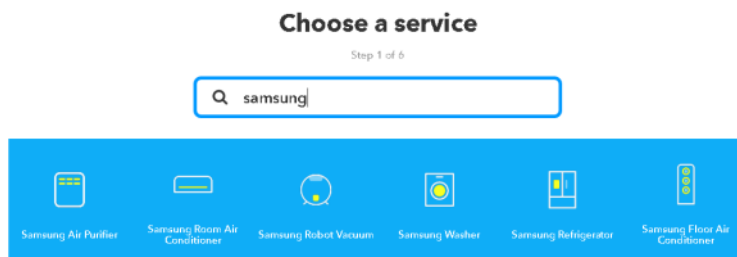 Choose a service
Step 1 of 6
samsung
Samsung Air Purifier
Samsung Room Air
Conditioner
Samsung Robot Vacuum
Samsung Washer
Samsung Refrigerator
Samsung Floor Air
Conditioner